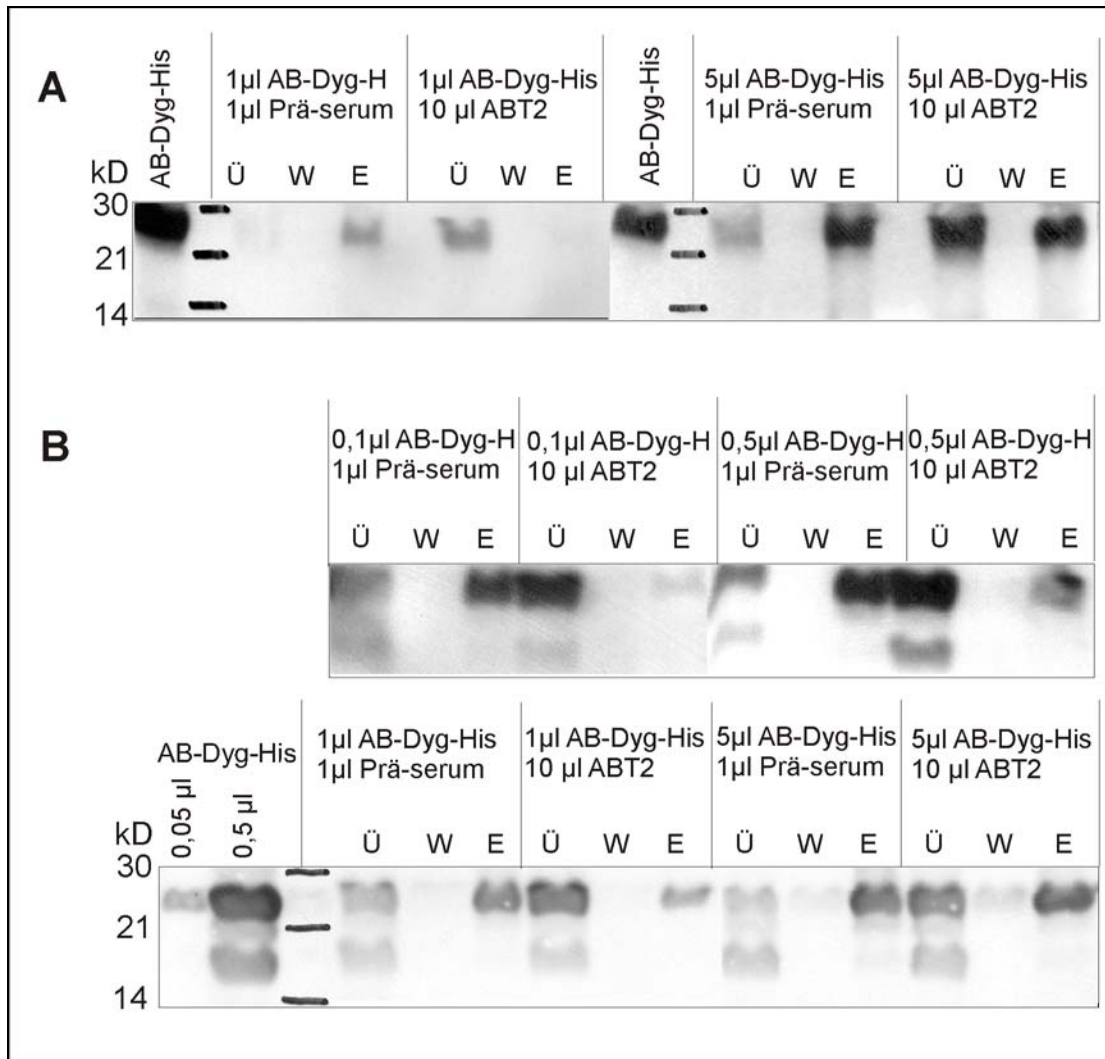 A
AB-Dyg-His
1µl AB-Dyg-H
1µl Prä-serum
1µl AB-Dyg-His
10 µl ABT2
AB-Dyg-His
5µl AB-Dyg-His
1µl Prä-serum
5µl AB-Dyg-His
10 µl ABT2
kD
Ü W E Ü W E Ü W E Ü W E
30
21
14
B
0,1µl AB-Dyg-H
1µl Prä-serum
0,1µl AB-Dyg-H
10 µl ABT2
0,5µl AB-Dyg-H
1µl Prä-serum
0,5µl AB-Dyg-H
10 µl ABT2
Ü W E Ü W E Ü W E Ü W E
AB-Dyg-His
0,05 µl
0,5 µl
1µl AB-Dyg-His
1µl Prä-serum
1µl AB-Dyg-His
10 µl ABT2
5µl AB-Dyg-His
1µl Prä-serum
5µl AB-Dyg-His
10 µl ABT2
kD
Ü W E Ü W E Ü W E Ü W E
30
21
14